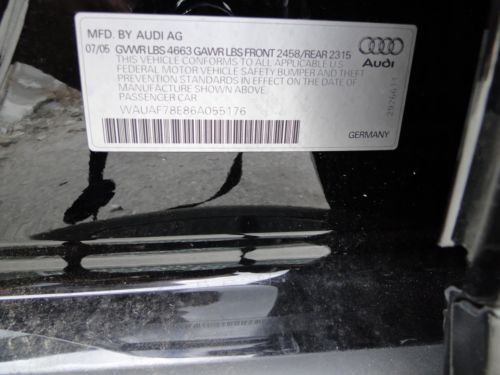 MFD. BY AUDI AG
07/05 GVWR LBS 4663 GAWR LBS FRONT 2458/REAR 2315
THIS VEHICLE CONFORMS TO ALL APPLICABLE U.S.
FEDERAL MOTOR VEHICLE SAFETY BUMPER AND THEFT
PREVENTION STANDARDS IN EFFECT ON THE DATE OF
MANUFACTURE SHOWN ABOVE.
PASSENGER CAR
WAUAF78E86A055176
GERMANY
Audi